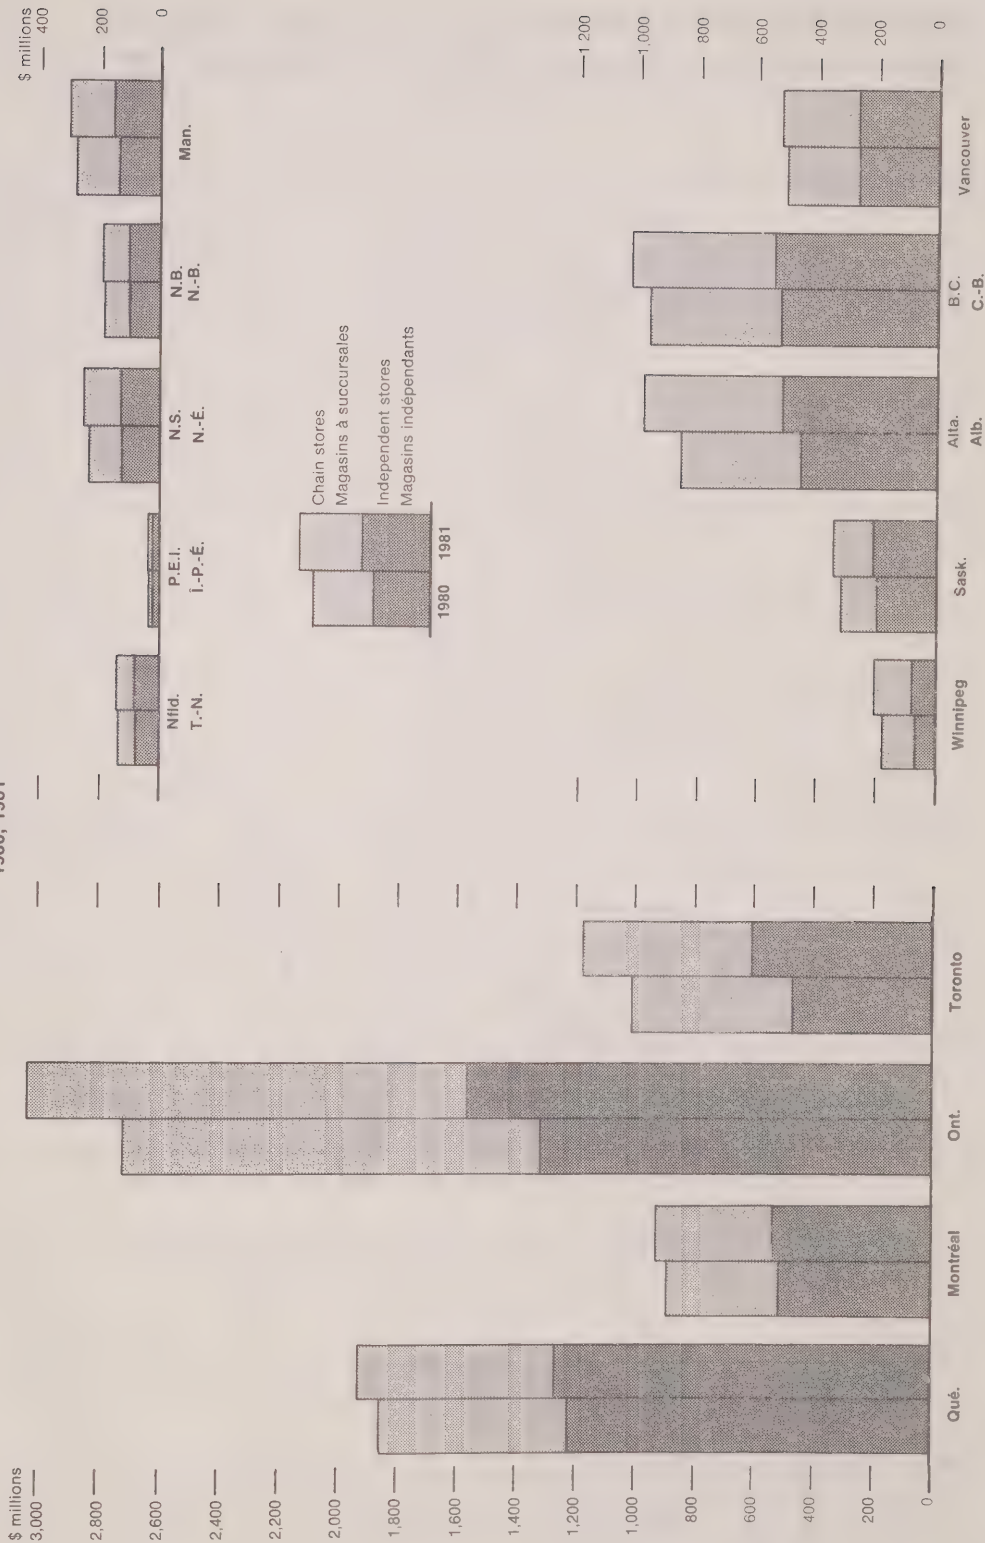 1980, 1981
$ millions
3,000
2,800
2,600
2,400
2,200
2,000
1,800
1,600
1,400
1,200
1,000
800
600
400
200
0
Qué.
Montréal
Ont.
Toronto
$ millions
400
200
0
Nfld.
T.-N.
P.E.I.
Î.-P.-É.
N.S.
N.-É.
N.B.
N.-B.
Man.
Chain stores
Magasins à succursales
Independent stores
Magasins indépendants
1980
1981
1 200
1,000
800
600
400
200
0
Winnipeg
Sask.
Alta.
Alb.
B.C.
C.-B.
Vancouver